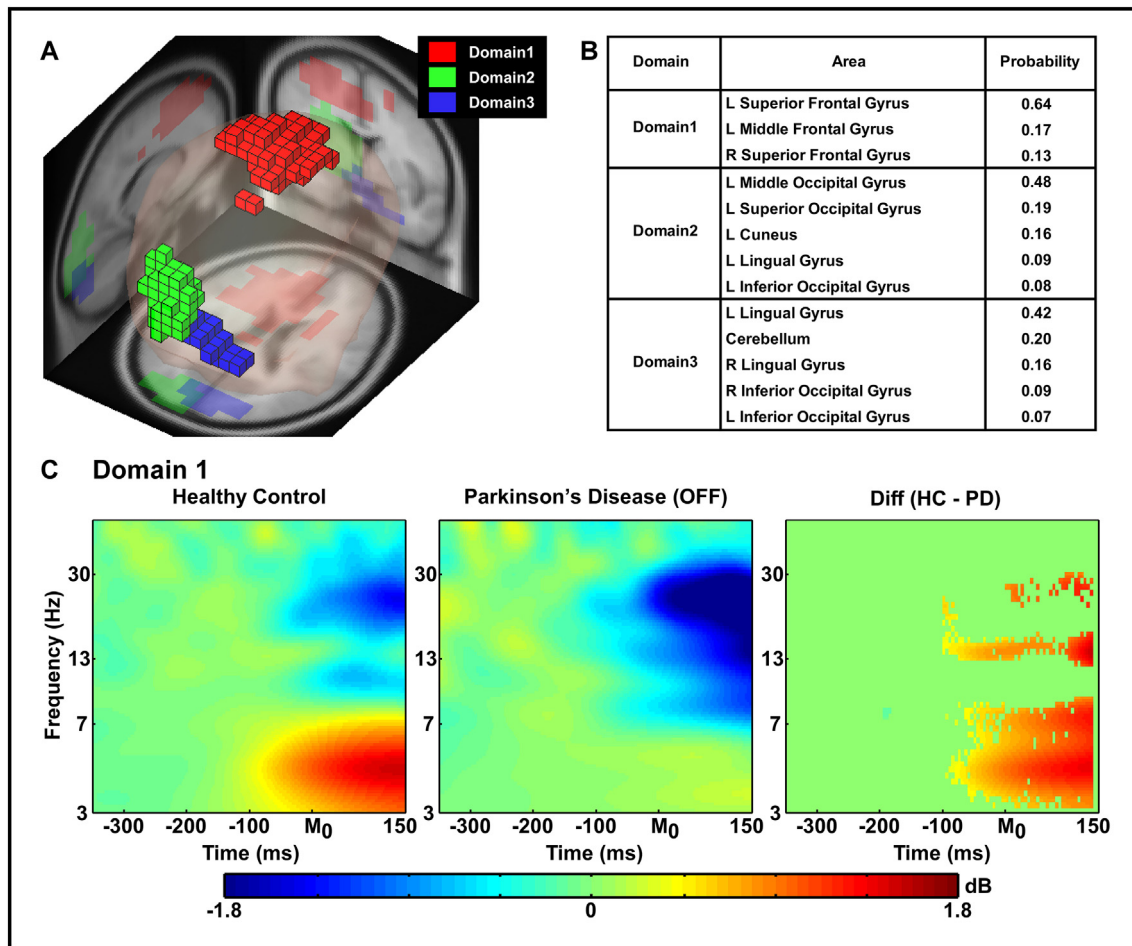 A
Domain1
Domain2
Domain3
B
Domain Area Probability
Domain1
L Superior Frontal Gyrus 0.64
L Middle Frontal Gyrus 0.17
R Superior Frontal Gyrus 0.13
Domain2
L Middle Occipital Gyrus 0.48
L Superior Occipital Gyrus 0.19
L Cuneus 0.16
L Lingual Gyrus 0.09
L Inferior Occipital Gyrus 0.08
Domain3
L Lingual Gyrus 0.42
Cerebellum 0.20
R Lingual Gyrus 0.16
R Inferior Occipital Gyrus 0.09
L Inferior Occipital Gyrus 0.07
C Domain 1
Healthy Control
Frequency (Hz)
30
13
7
3
-300 -200 -100 M0 150
Time (ms)
Parkinson's Disease (OFF)
30
13
7
3
-300 -200 -100 M0 150
Time (ms)
Diff (HC - PD)
30
13
7
3
-300 -200 -100 M0 150
Time (ms)
dB
-1.8 0 1.8